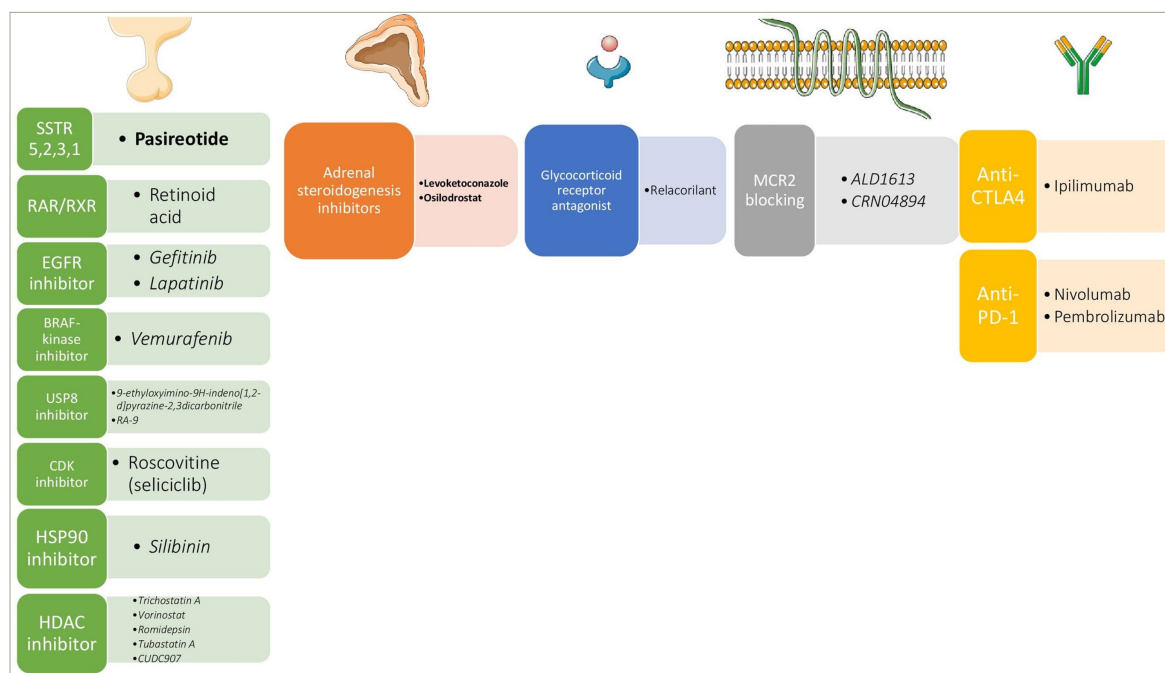 SSTR
5,2,3,1
• Pasireotide
RAR/RXR
• Retinoid
acid
EGFR
inhibitor
• Gefitinib
• Lapatinib
BRAF-
kinase
inhibitor
• Vemurafenib
USP8
inhibitor
•9-ethyloxyimino-9H-indeno[1,2-
d]pyrazine-2,3dicarbonitrile
•RA-9
CDK
inhibitor
• Roscovitine
(seliciclib)
HSP90
inhibitor
• Silibinin
HDAC
inhibitor
•Trichostatin A
•Vorinostat
•Romidepsin
•Tubastatin A
•CUDC907
Adrenal
steroidogenesis
inhibitors
•Levoketoconazole
•Osilodrostat
Glycocorticoid
receptor
antagonist
•Relacorilant
MCR2
blocking
• ALD1613
• CRN04894
Anti-
CTLA4
• Ipilimumab
Anti-
PD-1
• Nivolumab
• Pembrolizumab